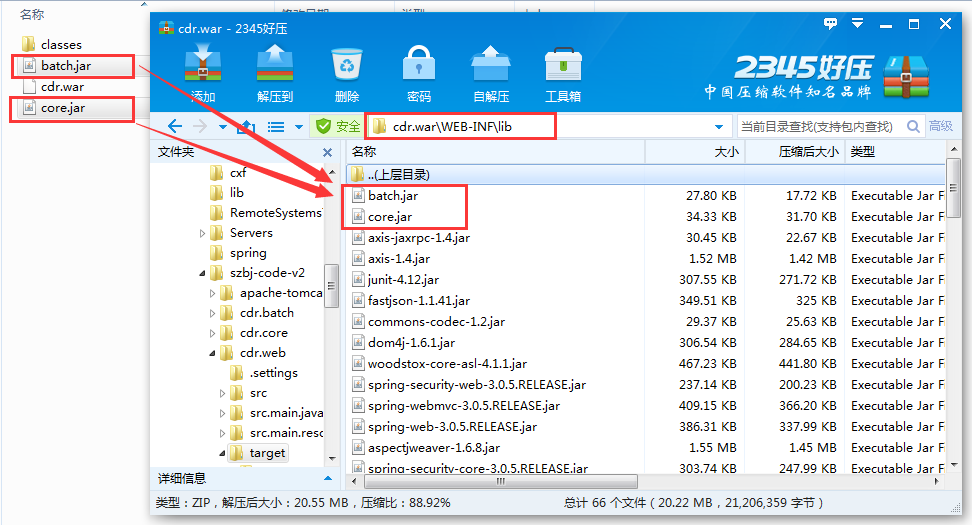 名称
classes
batch.jar
cdr.war
core.jar
cdr.war - 2345好压
添加
解压到
删除
密码
自解压
工具箱
2345好压
中国压缩软件知名品牌
安全
cdr.war\WEB-INF\lib
当前目录查找(支持包内查找)
高级
文件夹
cxf
lib
RemoteSystems
Servers
spring
szbj-code-v2
apache-tomca
cdr.batch
cdr.core
cdr.web
.settings
src
src.main.java
src.main.resc
target
详细信息
名称 大小 压缩后大小 类型
..(上层目录)
batch.jar 27.80 KB 17.72 KB Executable Jar F
core.jar 34.33 KB 31.70 KB Executable Jar F
axis-jaxrpc-1.4.jar 30.45 KB 22.67 KB Executable Jar F
axis-1.4.jar 1.52 MB 1.42 MB Executable Jar F
junit-4.12.jar 307.55 KB 271.72 KB Executable Jar F
fastjson-1.1.41.jar 349.51 KB 325 KB Executable Jar F
commons-codec-1.2.jar 29.37 KB 25.63 KB Executable Jar F
dom4j-1.6.1.jar 306.54 KB 284.65 KB Executable Jar F
woodstox-core-asl-4.1.1.jar 467.23 KB 441.80 KB Executable Jar F
spring-security-web-3.0.5.RELEASE.jar 237.14 KB 200.23 KB Executable Jar F
spring-webmvc-3.0.5.RELEASE.jar 409.15 KB 366.20 KB Executable Jar F
spring-web-3.0.5.RELEASE.jar 386.31 KB 337.99 KB Executable Jar F
aspectjweaver-1.6.8.jar 1.55 MB 1.45 MB Executable Jar F
spring-security-core-3.0.5.RELEASE.jar 303.74 KB 247.99 KB Executable Jar F
类型：ZIP，解压后大小：20.55 MB，压缩比：88.92%
总计 66 个文件（20.22 MB，21,206,359 字节）